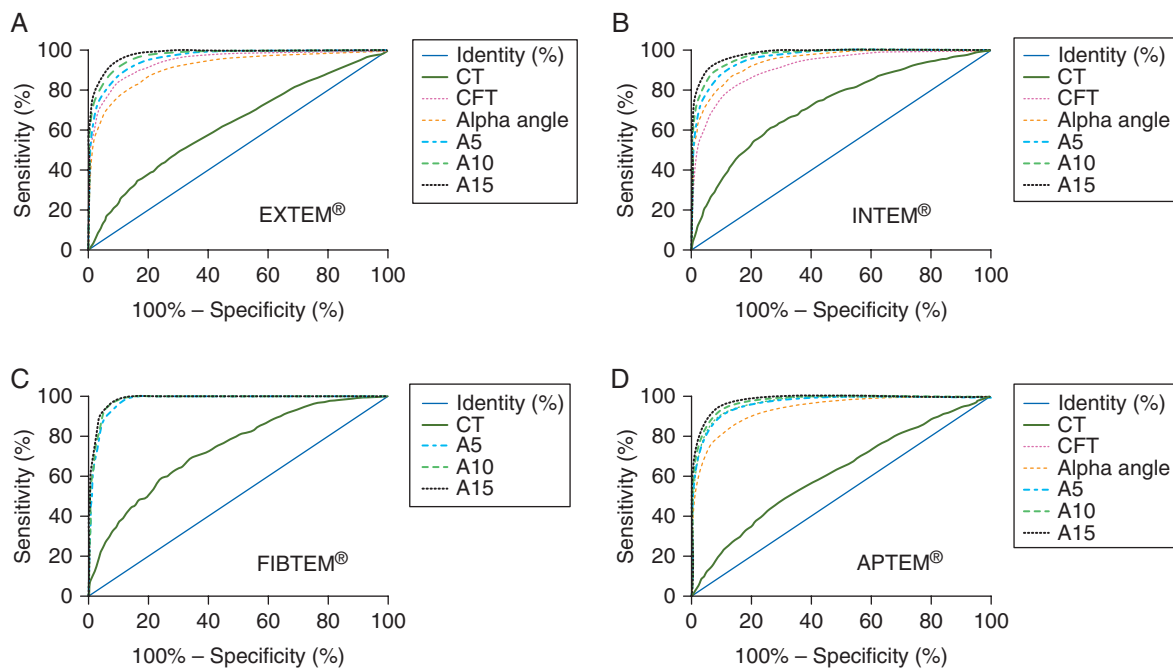 A
100
80
60
40
20
0
Sensitivity (%)
EXTEM®
0 20 40 60 80 100
100% – Specificity (%)
Identity (%)
CT
CFT
Alpha angle
A5
A10
A15
B
100
80
60
40
20
0
Sensitivity (%)
INTEM®
0 20 40 60 80 100
100% – Specificity (%)
Identity (%)
CT
CFT
Alpha angle
A5
A10
A15
C
100
80
60
40
20
0
Sensitivity (%)
FIBTEM®
0 20 40 60 80 100
100% – Specificity (%)
Identity (%)
CT
A5
A10
A15
D
100
80
60
40
20
0
Sensitivity (%)
APTEM®
0 20 40 60 80 100
100% – Specificity (%)
Identity (%)
CT
CFT
Alpha angle
A5
A10
A15